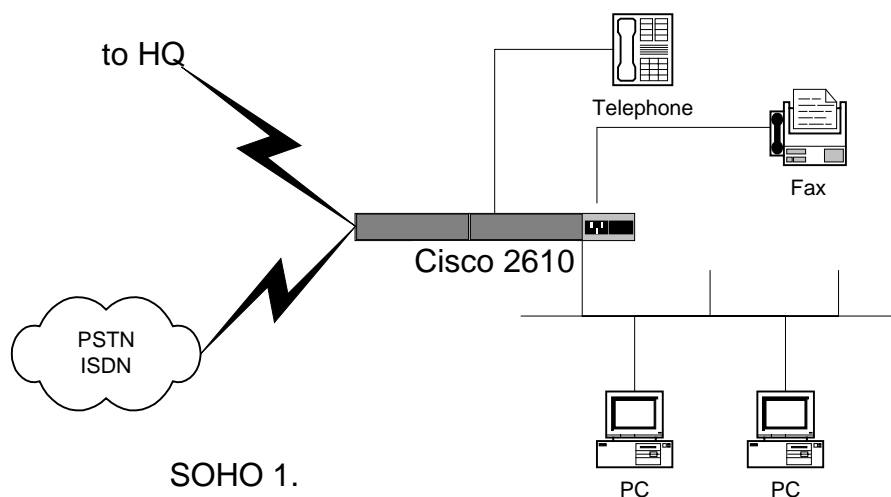 to HQ
Telephone
Fax
Cisco 2610
PSTN
ISDN
SOHO 1.
PC
PC